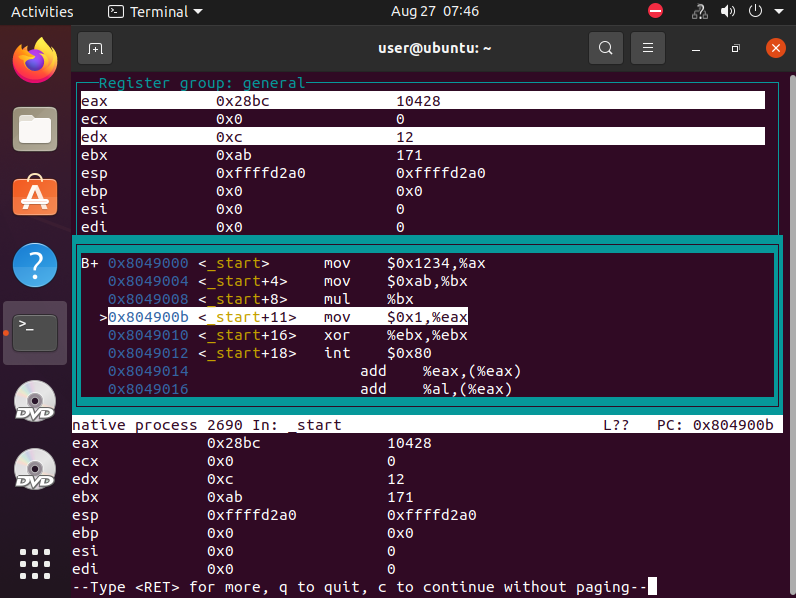 Activities Terminal Aug 27 07:46
user@ubuntu: ~
Register group: general
eax 0x28bc 10428
ecx 0x0 0
edx 0xc 12
ebx 0xab 171
esp 0xffffd2a0 0xffffd2a0
ebp 0x0 0x0
esi 0x0 0
edi 0x0 0
B+ 0x8049000 <_start> mov $0x1234,%ax
0x8049004 <_start+4> mov $0xab,%bx
0x8049008 <_start+8> mul %bx
>0x804900b <_start+11> mov $0x1,%eax
0x8049010 <_start+16> xor %ebx,%ebx
0x8049012 <_start+18> int $0x80
0x8049014 add %eax,(%eax)
0x8049016 add %al,(%eax)
native process 2690 In: _start L?? PC: 0x804900b
eax 0x28bc 10428
ecx 0x0 0
edx 0xc 12
ebx 0xab 171
esp 0xffffd2a0 0xffffd2a0
ebp 0x0 0x0
esi 0x0 0
edi 0x0 0
--Type <RET> for more, q to quit, c to continue without paging--
A
?
>_
DVD
DVD